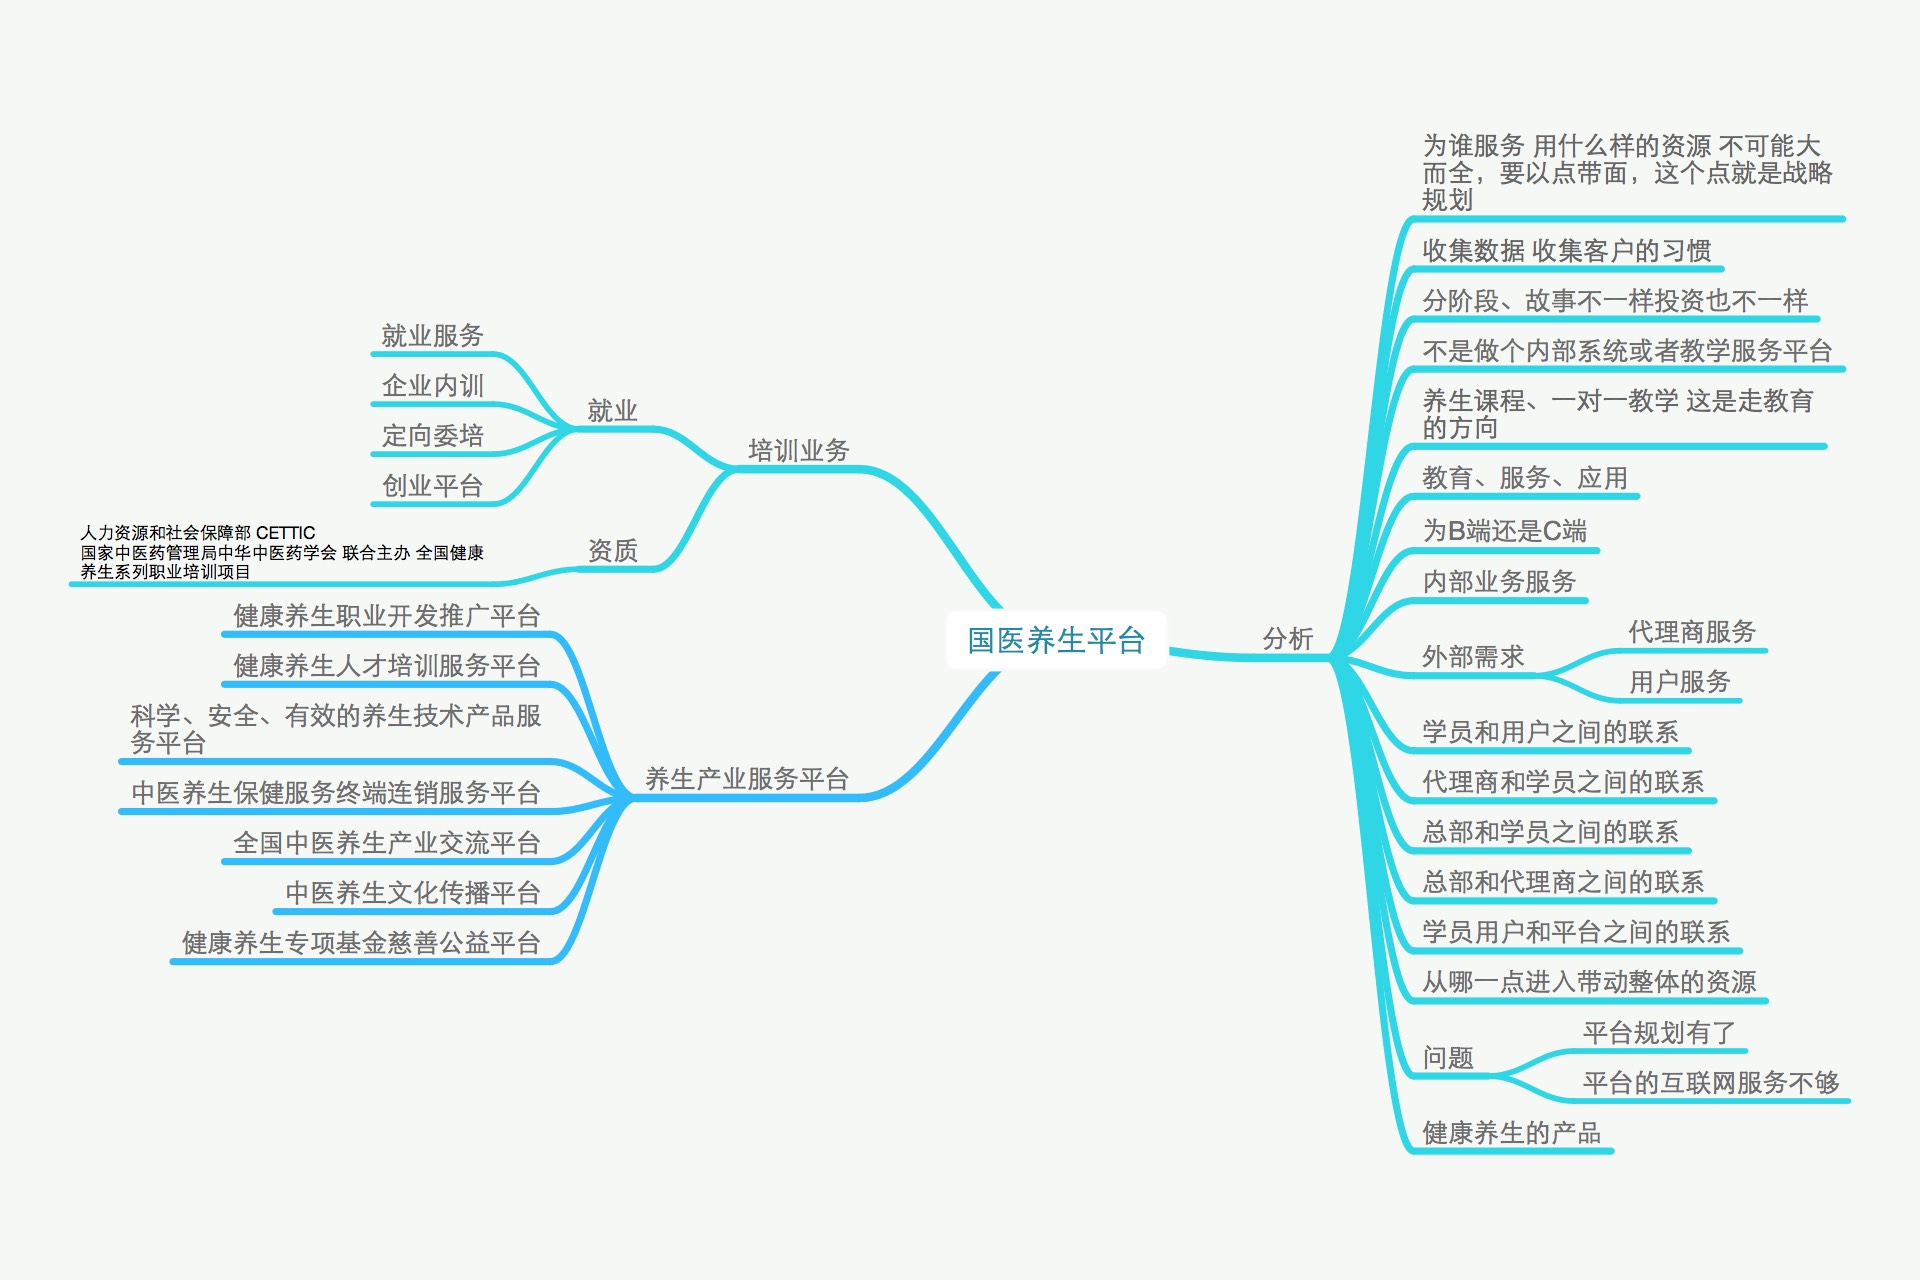 国医养生平台
培训业务
就业
就业服务
企业内训
定向委培
创业平台
资质
人力资源和社会保障部 CETTIC
国家中医药管理局中华中医药学会 联合主办 全国健康
养生系列职业培训项目
养生产业服务平台
健康养生职业开发推广平台
健康养生人才培训服务平台
科学、安全、有效的养生技术产品服
务平台
中医养生保健服务终端连销服务平台
全国中医养生产业交流平台
中医养生文化传播平台
健康养生专项基金慈善公益平台
分析
为谁服务 用什么样的资源 不可能大
而全，要以点带面，这个点就是战略
规划
收集数据 收集客户的习惯
分阶段、故事不一样投资也不一样
不是做个内部系统或者教学服务平台
养生课程、一对一教学 这是走教育
的方向
教育、服务、应用
为B端还是C端
内部业务服务
外部需求
代理商服务
用户服务
学员和用户之间的联系
代理商和学员之间的联系
总部和学员之间的联系
总部和代理商之间的联系
学员用户和平台之间的联系
从哪一点进入带动整体的资源
问题
平台规划有了
平台的互联网服务不够
健康养生的产品